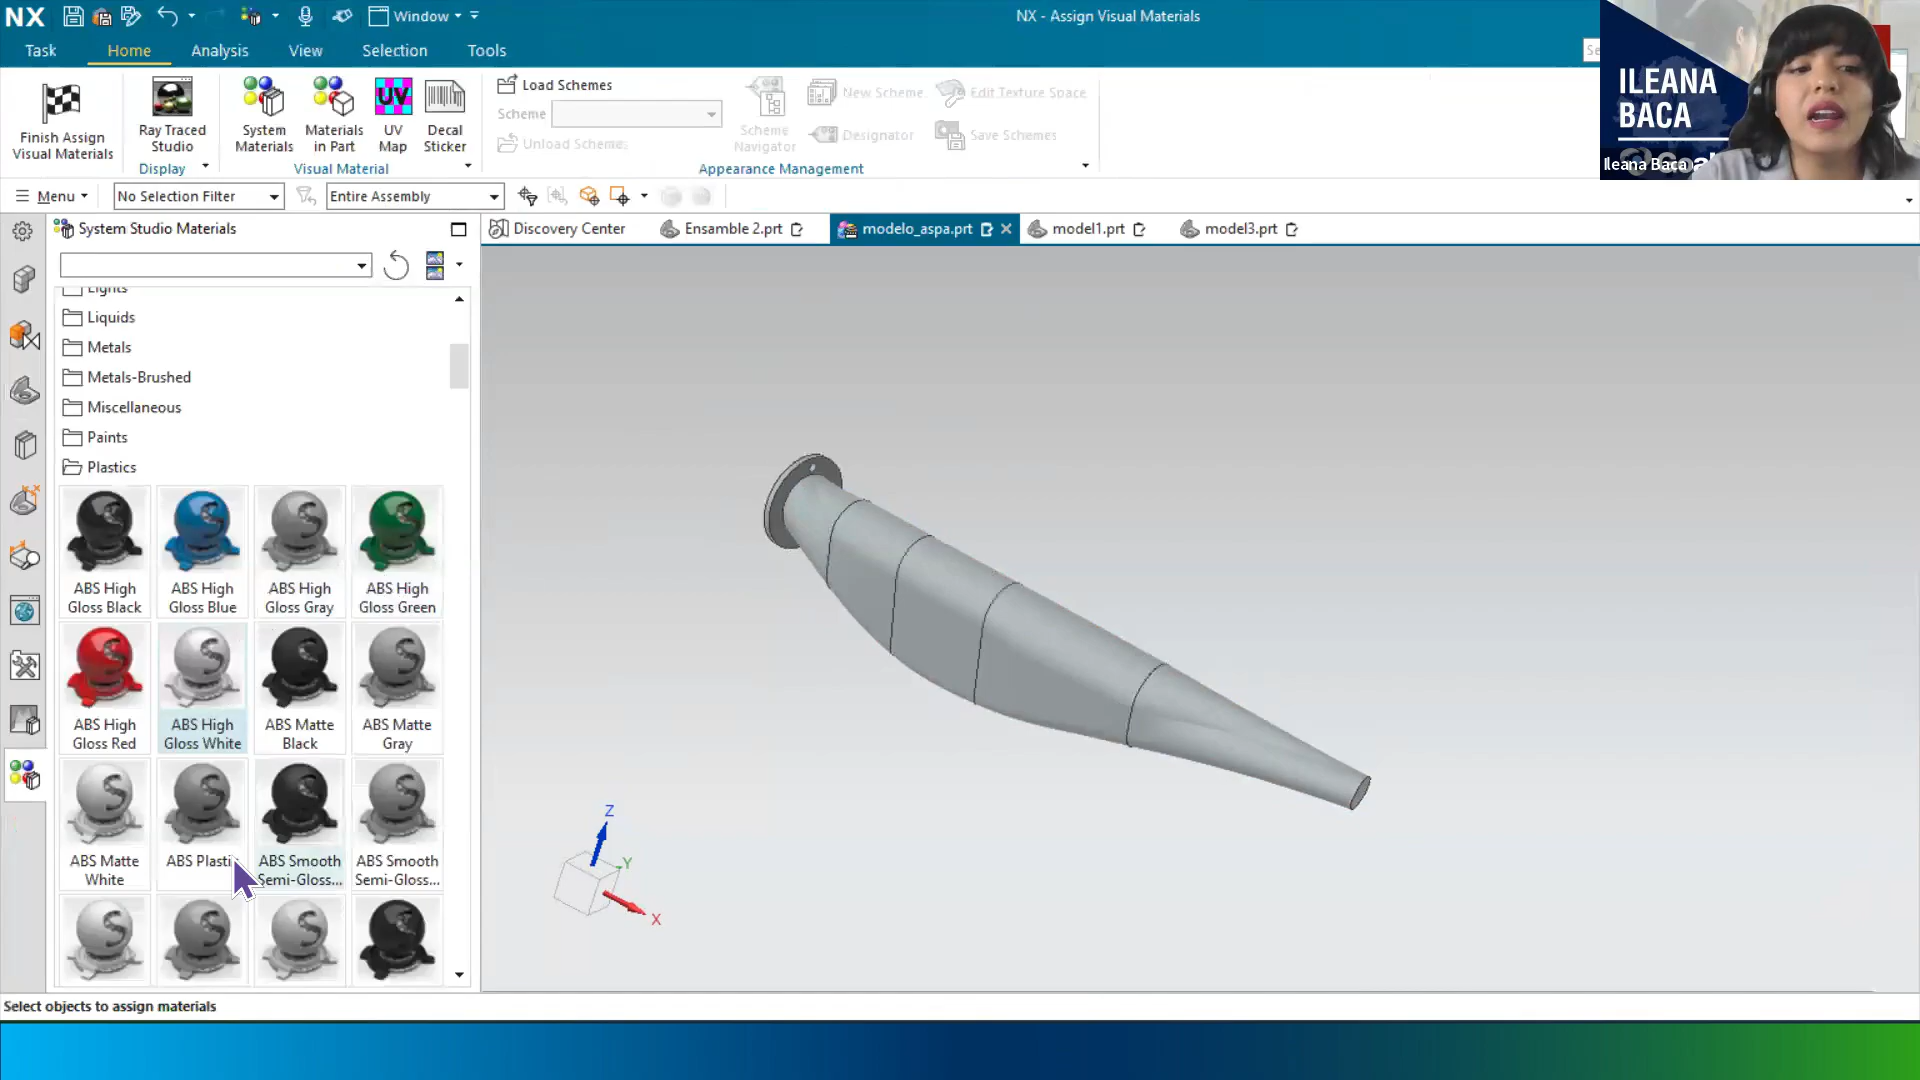 NX
Window
NX - Assign Visual Materials
Task
Home
Analysis
View
Selection
Tools
Finish Assign
Visual Materials
Ray Traced
Studio
Display
System
Materials
Materials
in Part
UV
UV
Map
Decal
Sticker
Visual Material
Load Schemes
Scheme
Unload Schemes
Scheme
Navigator
New Scheme
Designator
Edit Texture Space
Save Schemes
Appearance Management
ILEANA
BACA
Ileana Baca
Menu
No Selection Filter
Entire Assembly
System Studio Materials
Discovery Center
Ensamble 2.prt
modelo_aspa.prt
model1.prt
model3.prt
Lights
Liquids
Metals
Metals-Brushed
Miscellaneous
Paints
Plastics
ABS High
Gloss Black
ABS High
Gloss Blue
ABS High
Gloss Gray
ABS High
Gloss Green
ABS High
Gloss Red
ABS High
Gloss White
ABS Matte
Black
ABS Matte
Gray
ABS Matte
White
ABS Plastic
ABS Smooth
Semi-Gloss...
ABS Smooth
Semi-Gloss...
Z
Y
X
Select objects to assign materials